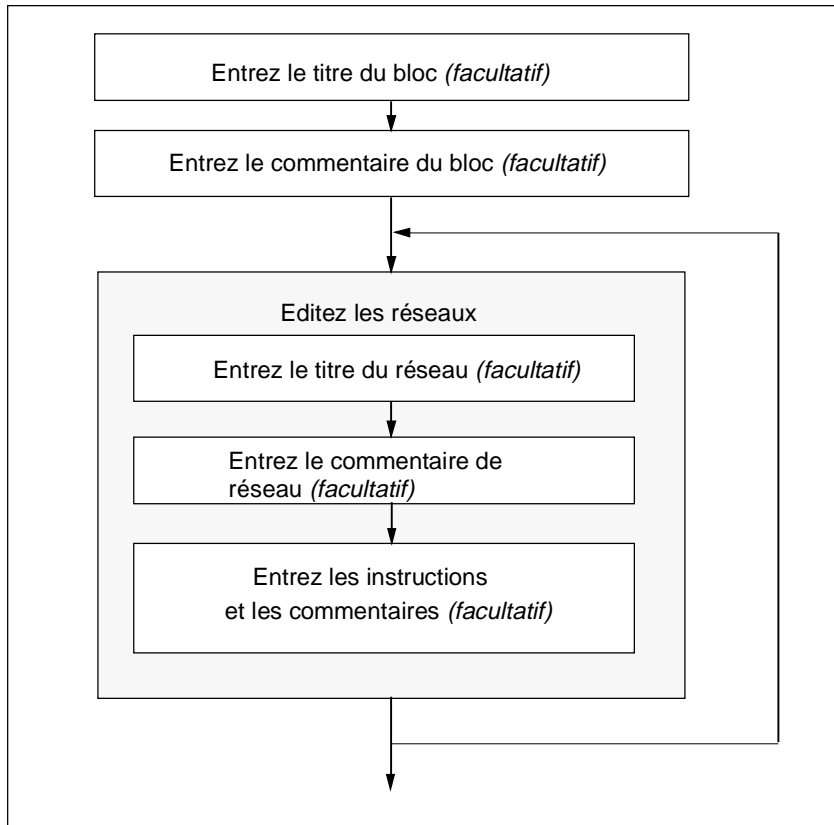 Entrez le titre du bloc (facultatif)
Entrez le commentaire du bloc (facultatif)
Editez les réseaux
Entrez le titre du réseau (facultatif)
Entrez le commentaire de
réseau (facultatif)
Entrez les instructions
et les commentaires (facultatif)